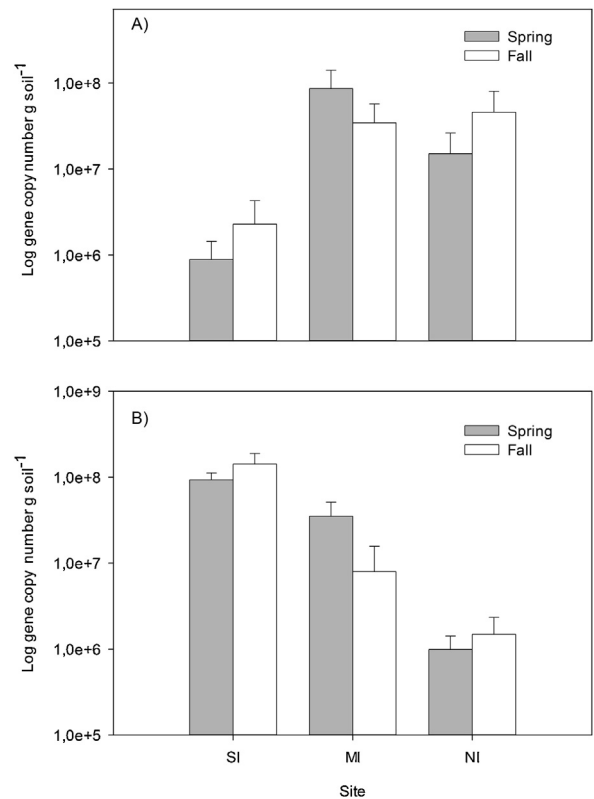 A)
Spring
Fall
Log gene copy number g soil⁻¹
1,0e+8
1,0e+7
1,0e+6
1,0e+5
B)
Spring
Fall
Log gene copy number g soil⁻¹
1,0e+9
1,0e+8
1,0e+7
1,0e+6
1,0e+5
SI MI NI
Site